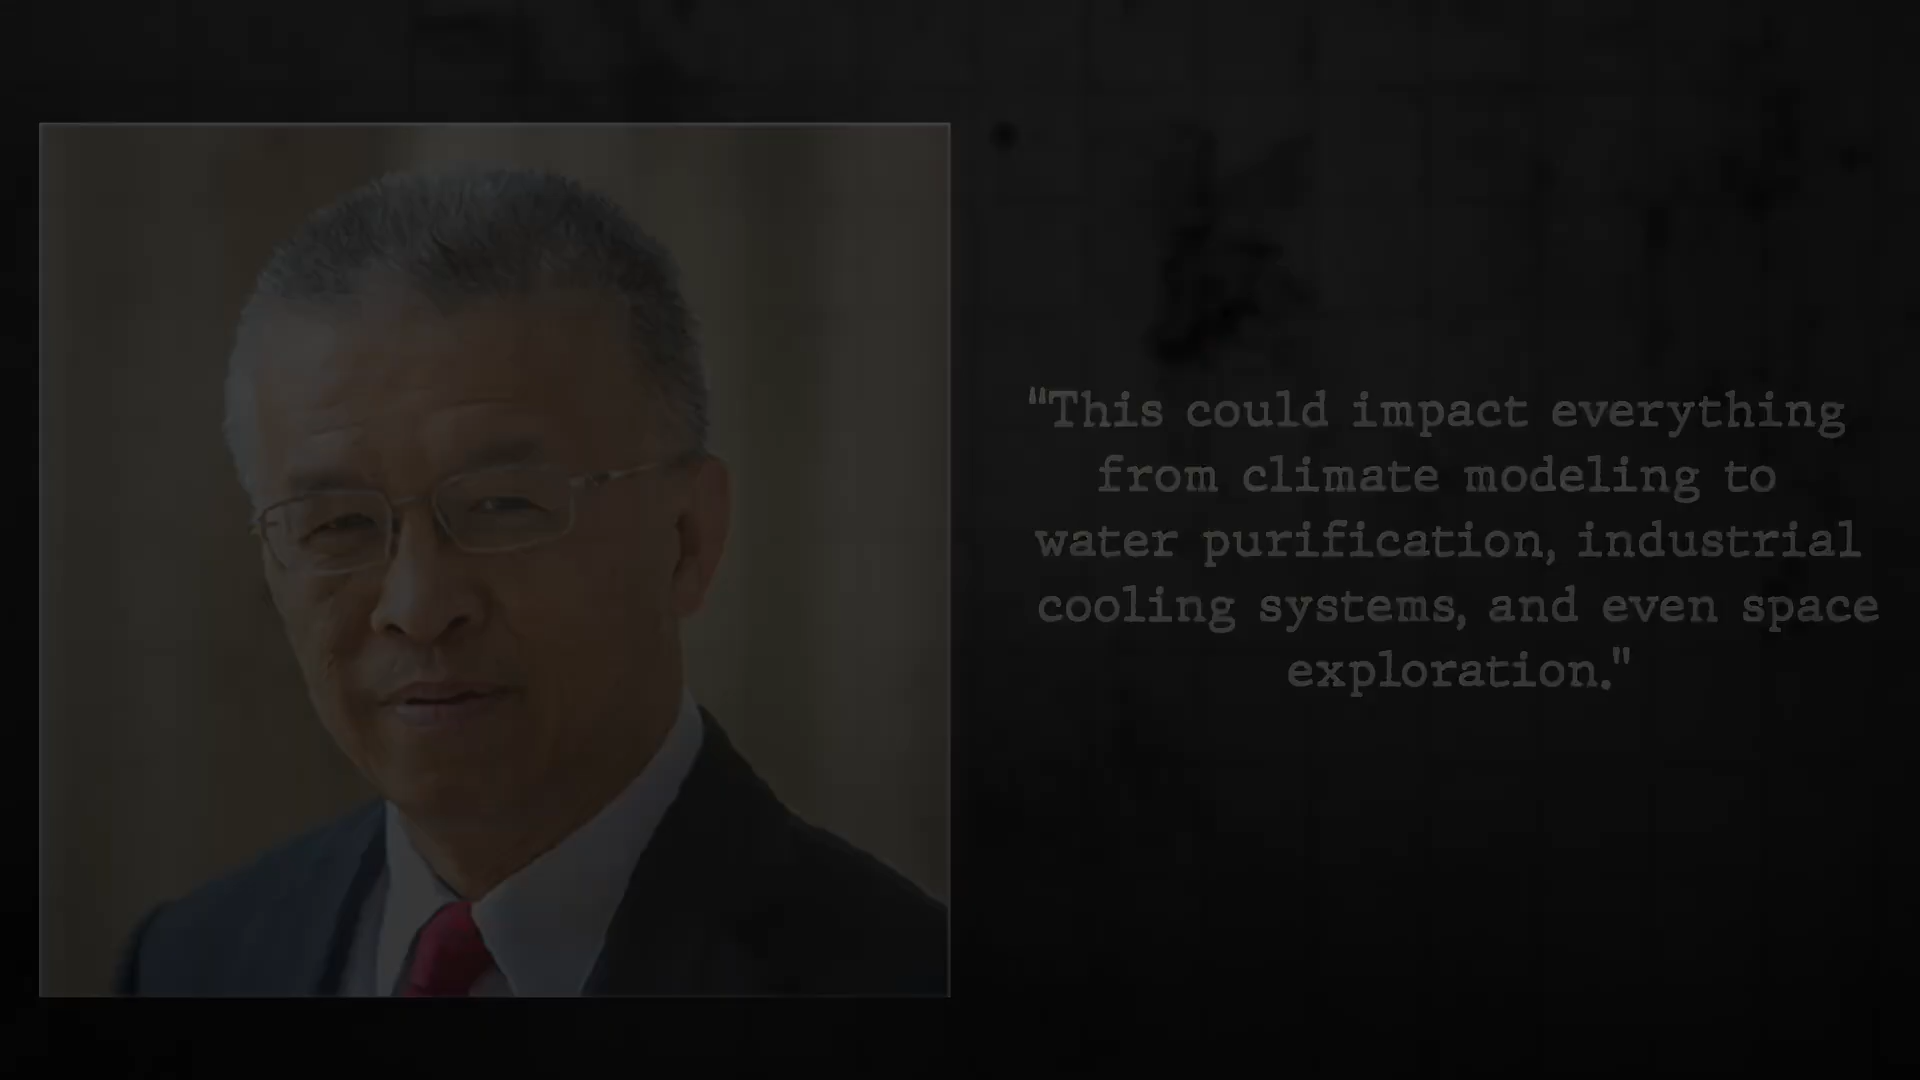 "This could impact everything
from climate modeling to
water purification, industrial
cooling systems, and even space
exploration."